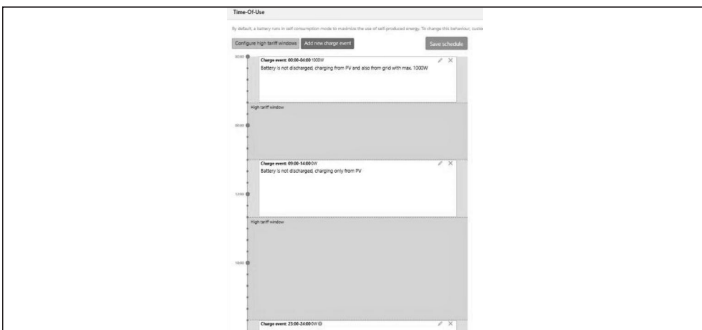 Time-Of-Use
By default, a battery runs in self consumption mode to maximise the use of self-produced energy. To change this behaviour,
Configure high tariff windows Add new charge event Save schedule
00:00
Charge event: 00:00-04:00 1000W
Battery is not discharged, charging from PV and also from grid with max. 1000W
High tariff window
Charge event: 09:00-14:00 0W
Battery is not discharged, charging only from PV
High tariff window
Charge event: 23:00-24:00 0W